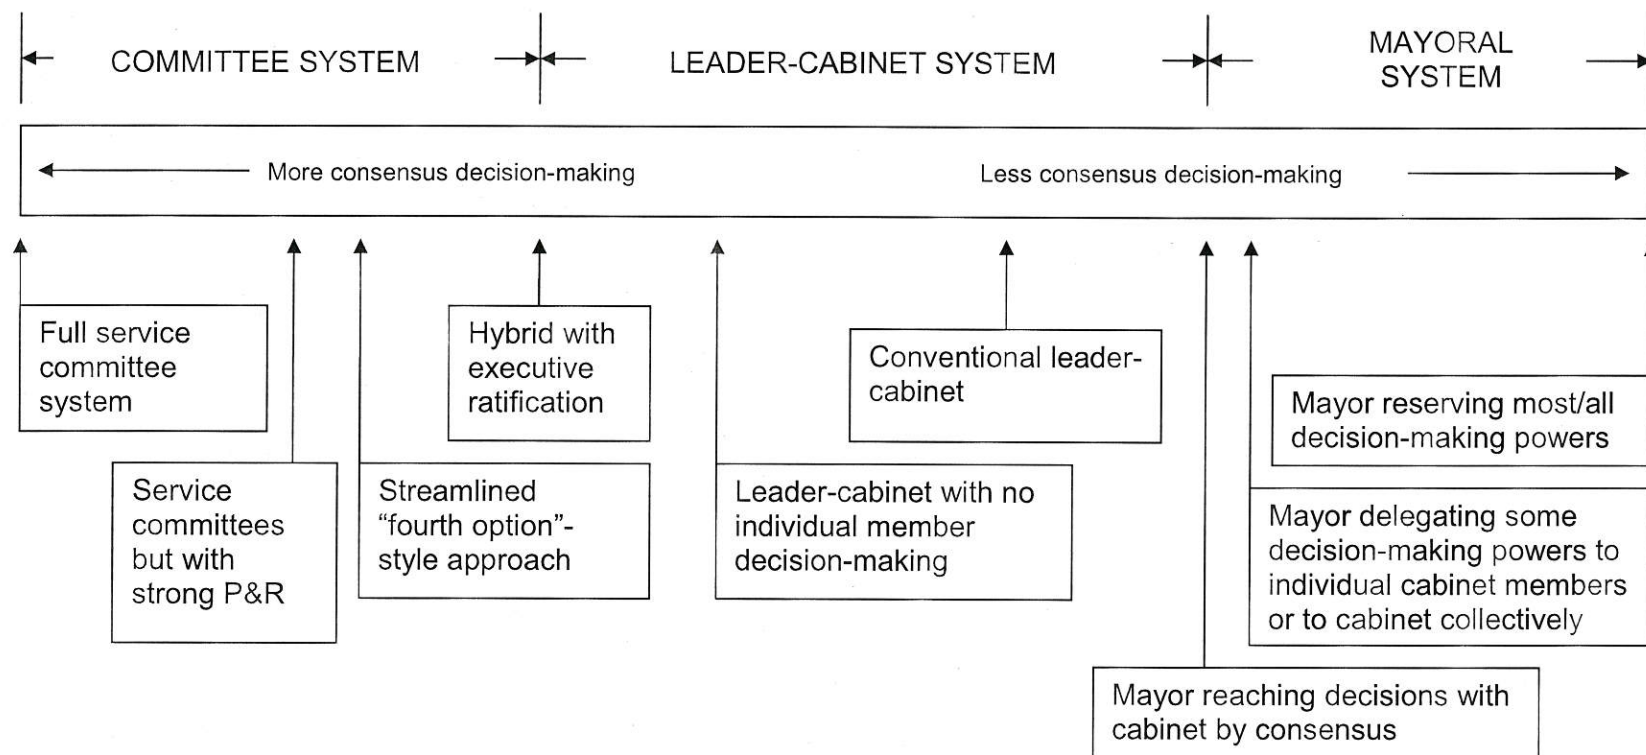 COMMITTEE SYSTEM
LEADER-CABINET SYSTEM
MAYORAL
SYSTEM
More consensus decision-making
Less consensus decision-making
Full service
committee
system
Hybrid with
executive
ratification
Conventional leader-
cabinet
Mayor reserving most/all
decision-making powers
Service
committees
but with
strong P&R
Streamlined
“fourth option”-
style approach
Leader-cabinet with no
individual member
decision-making
Mayor delegating some
decision-making powers to
individual cabinet members
or to cabinet collectively
Mayor reaching decisions with
cabinet by consensus